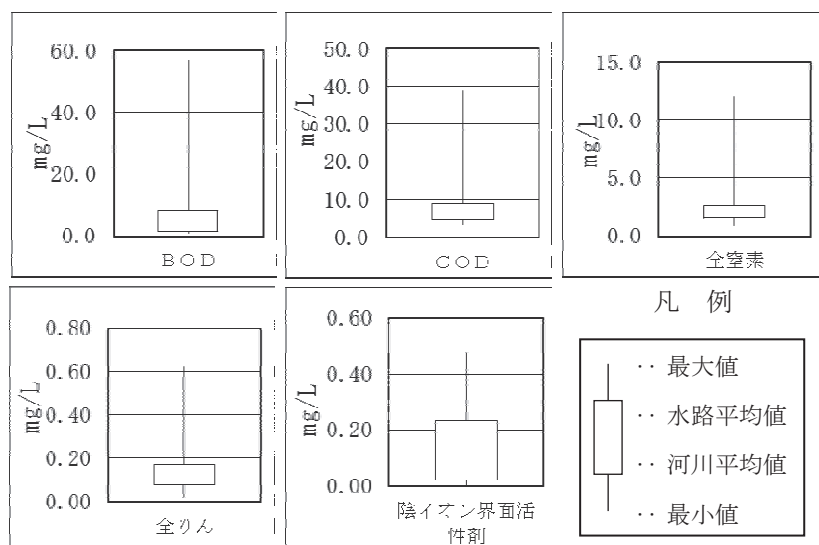 60.0
40.0
20.0
0.0
mg/L
BOD
50.0
40.0
30.0
20.0
10.0
0.0
mg/L
COD
15.0
10.0
5.0
0.0
mg/L
全窒素
0.80
0.60
0.40
0.20
0.00
mg/L
全りん
0.60
0.40
0.20
0.00
mg/L
陰イオン界面活
性剤
凡 例
‥ 最大値
‥ 水路平均値
‥ 河川平均値
‥ 最小値